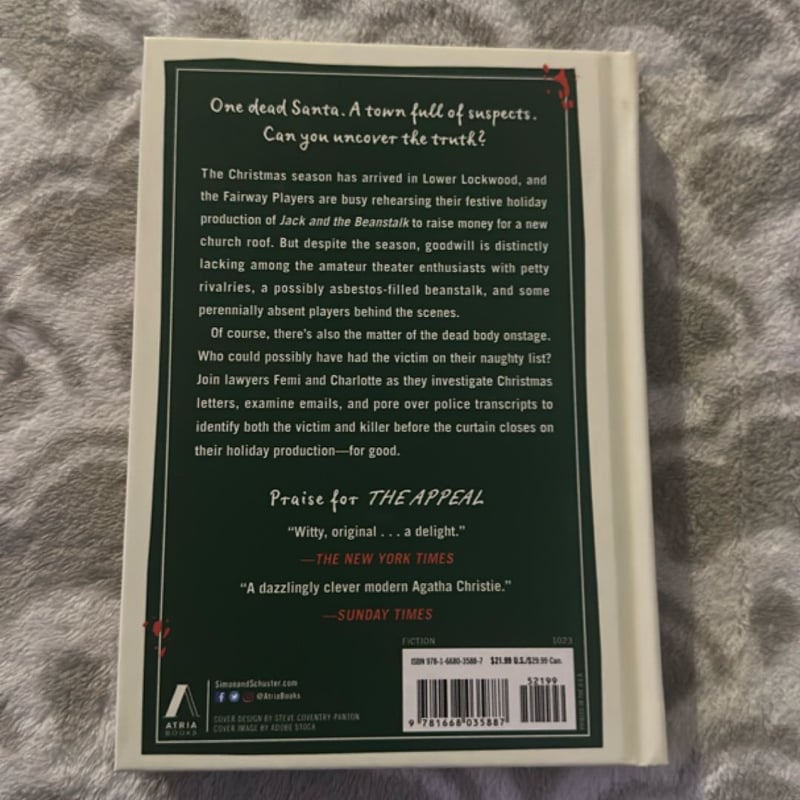 One dead Santa. A town full of suspects.
Can you uncover the truth?
The Christmas season has arrived in Lower Lockwood, and
the Fairway Players are busy rehearsing their festive holiday
production of Jack and the Beanstalk to raise money for a new
church roof. But despite the season, goodwill is distinctly
lacking among the amateur theater enthusiasts with petty
rivalries, a possibly asbestos-filled beanstalk, and some
perennially absent players behind the scenes.
Of course, there's also the matter of the dead body onstage.
Who could possibly have had the victim on their naughty list?
Join lawyers Femi and Charlotte as they investigate Christmas
letters, examine emails, and pore over police transcripts to
identify both the victim and killer before the curtain closes on
their holiday production—for good.
Praise for THE APPEAL
“Witty, original . . . a delight.”
—THE NEW YORK TIMES
“A dazzlingly clever modern Agatha Christie.”
—SUNDAY TIMES
FICTION 1023
ISBN 978-1-6680-3588-7 $21.99 U.S./$29.99 Can.
52199
9 781668 035887
PRINTED IN THE U.S.A.
ATRIA
BOOKS
SimonandSchuster.com
@AtriaBooks
COVER DESIGN BY STEVE COVENTRY-PANTON
COVER IMAGE BY ADOBE STOCK